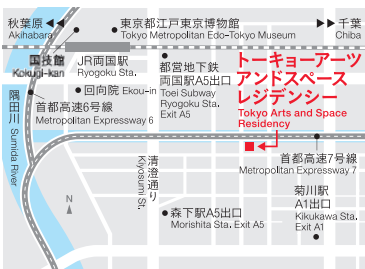 秋葉原 ◀◀
Akihabara
東京都江戸東京博物館
Tokyo Metropolitan Edo-Tokyo Museum
▶▶ 千葉
Chiba
国技館
Kokugi-kan
JR両国駅
Ryogoku Sta.
都営地下鉄
両国駅A5出口
Toei Subway
Ryogoku Sta.
Exit A5
トーキョーアーツ
アンドスペース
レジデンシー
Tokyo Arts and Space
Residency
回向院 Ekou-in
隅田川 Sumida River
首都高速6号線
Metropolitan Expressway 6
清澄通り
Kiyosumi St.
首都高速7号線
Metropolitan Expressway 7
菊川駅
A1出口
Kikukawa Sta.
Exit A1
N
森下駅A5出口
Morishita Sta. Exit A5